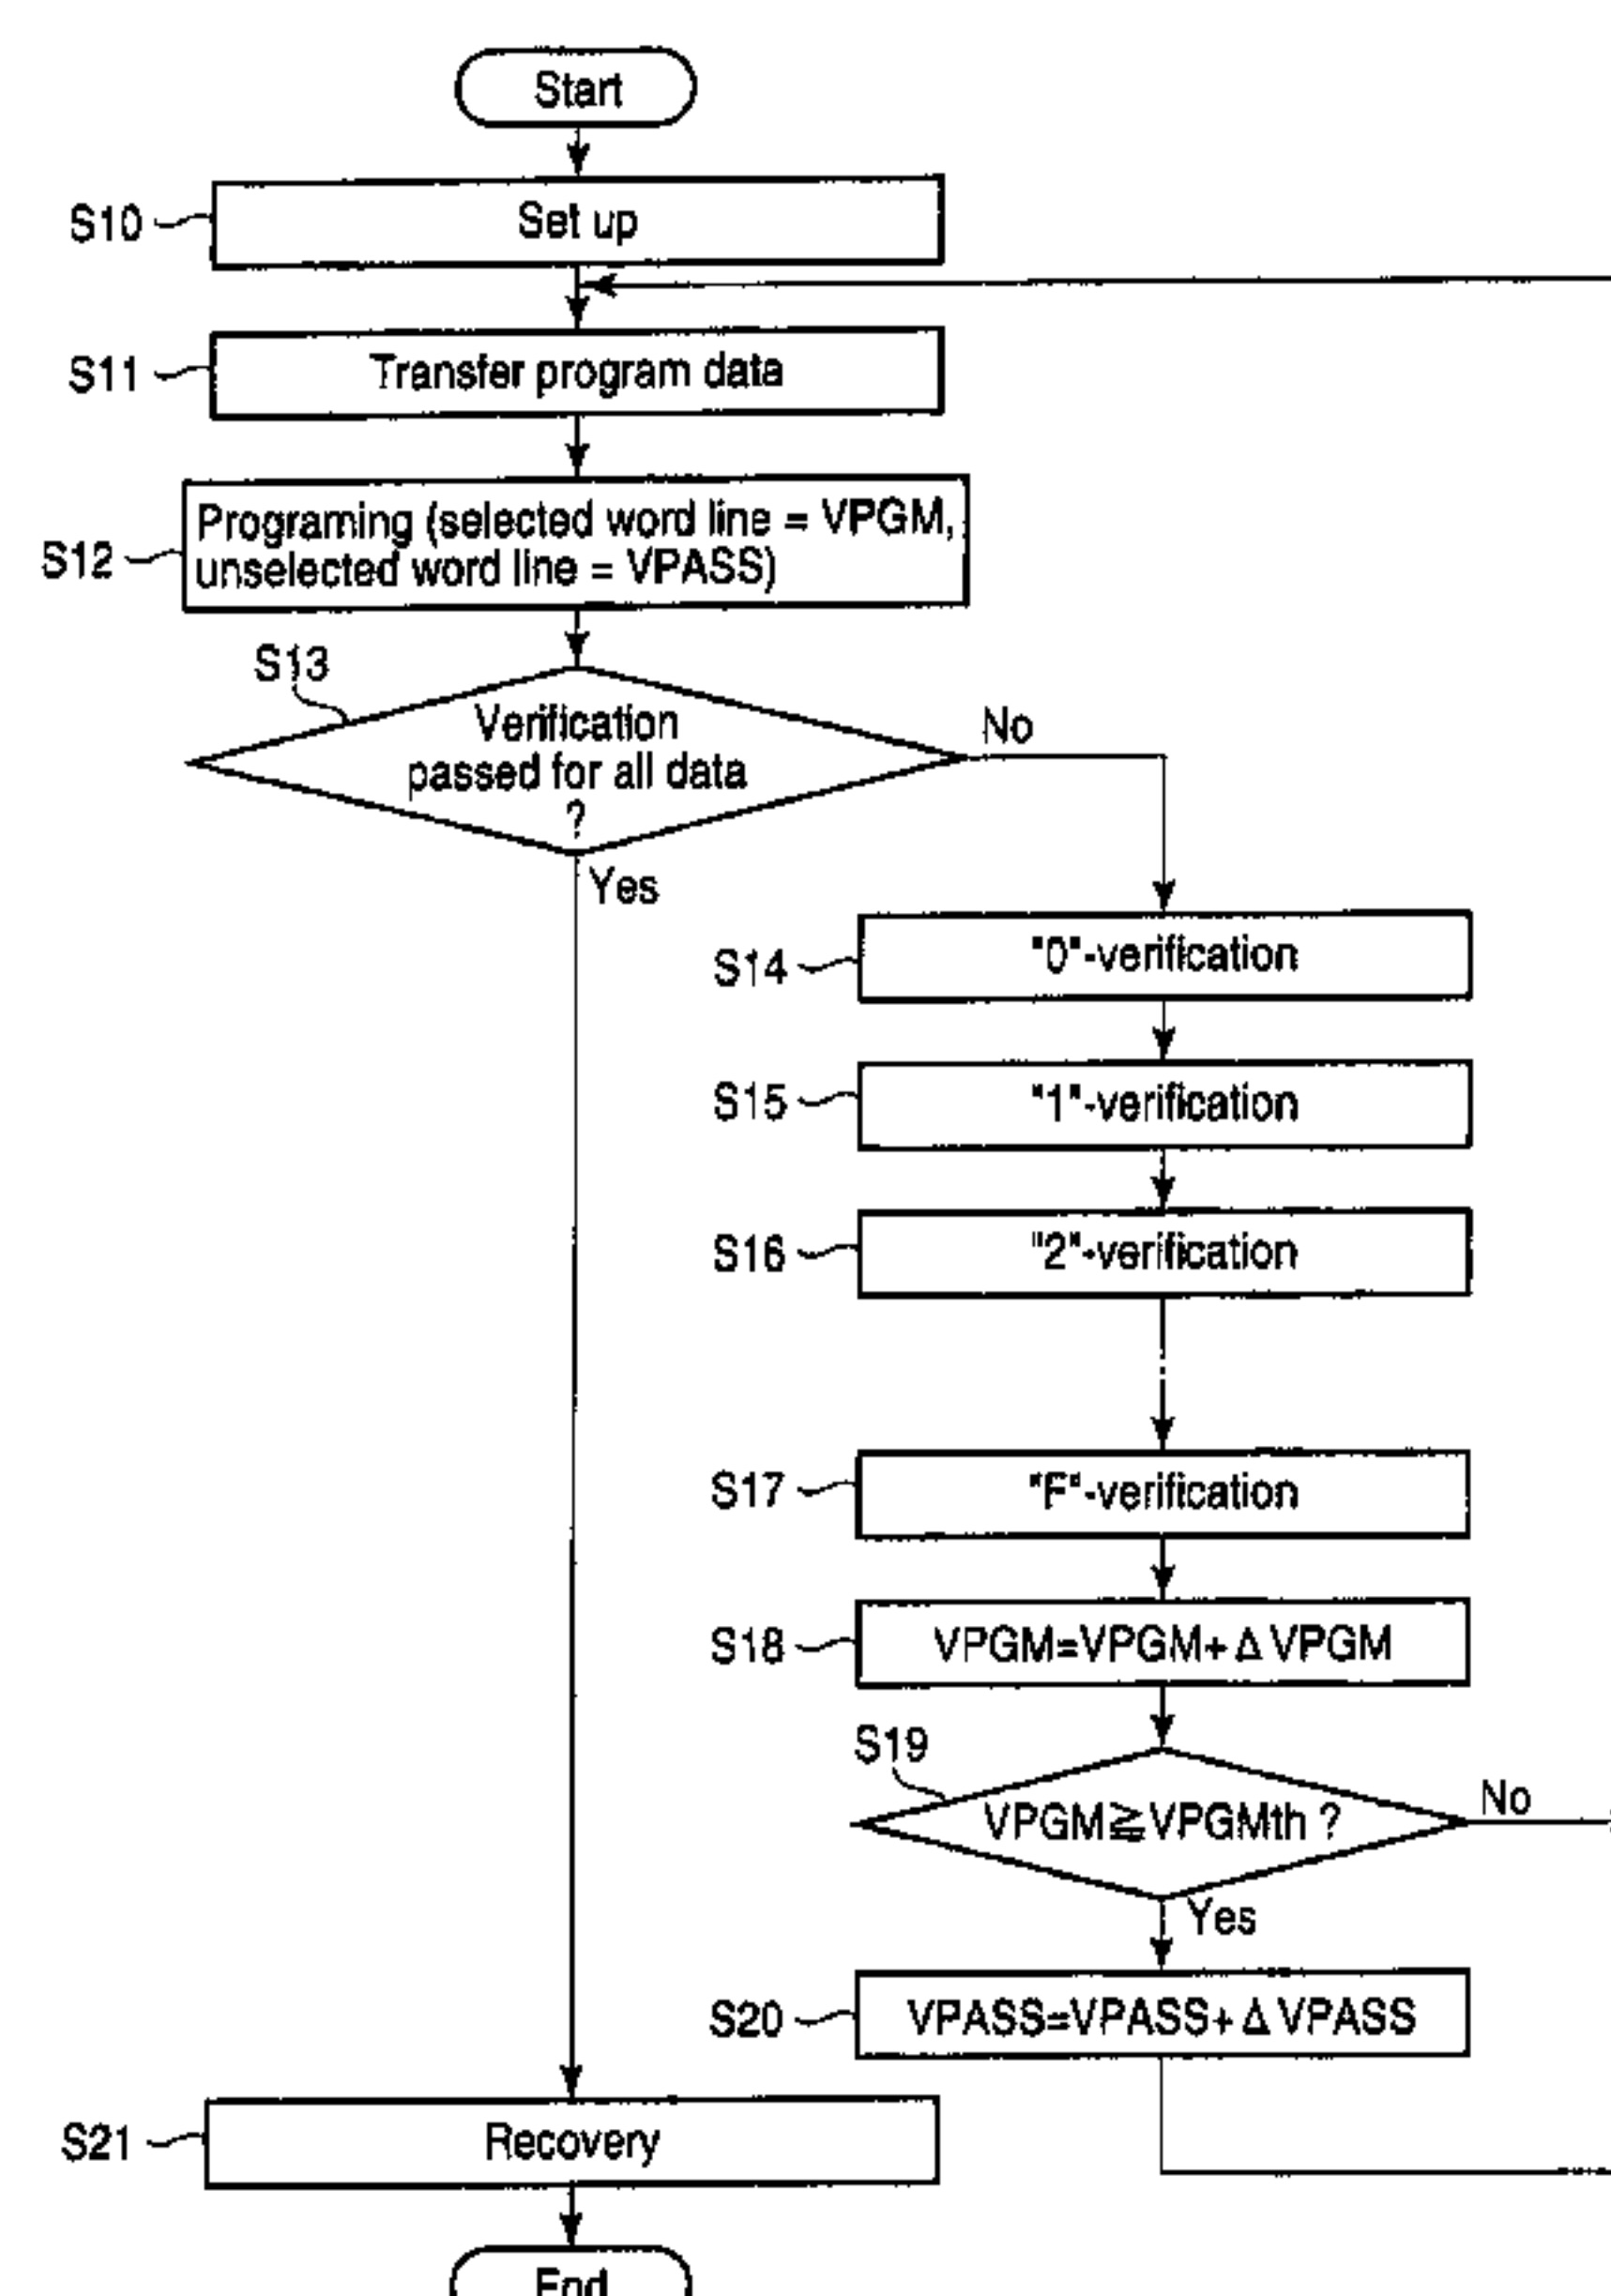 Start
S10
Set up
S11
Transfer program data
S12
Programing (selected word line = VPGM,
unselected word line = VPASS)
S13
Verification
passed for all data
?
No
Yes
S14
"0"-verification
S15
"1"-verification
S16
"2"-verification
S17
"F"-verification
S18
VPGM=VPGM+ΔVPGM
S19
VPGM≧VPGMth ?
No
Yes
S20
VPASS=VPASS+ΔVPASS
S21
Recovery
End